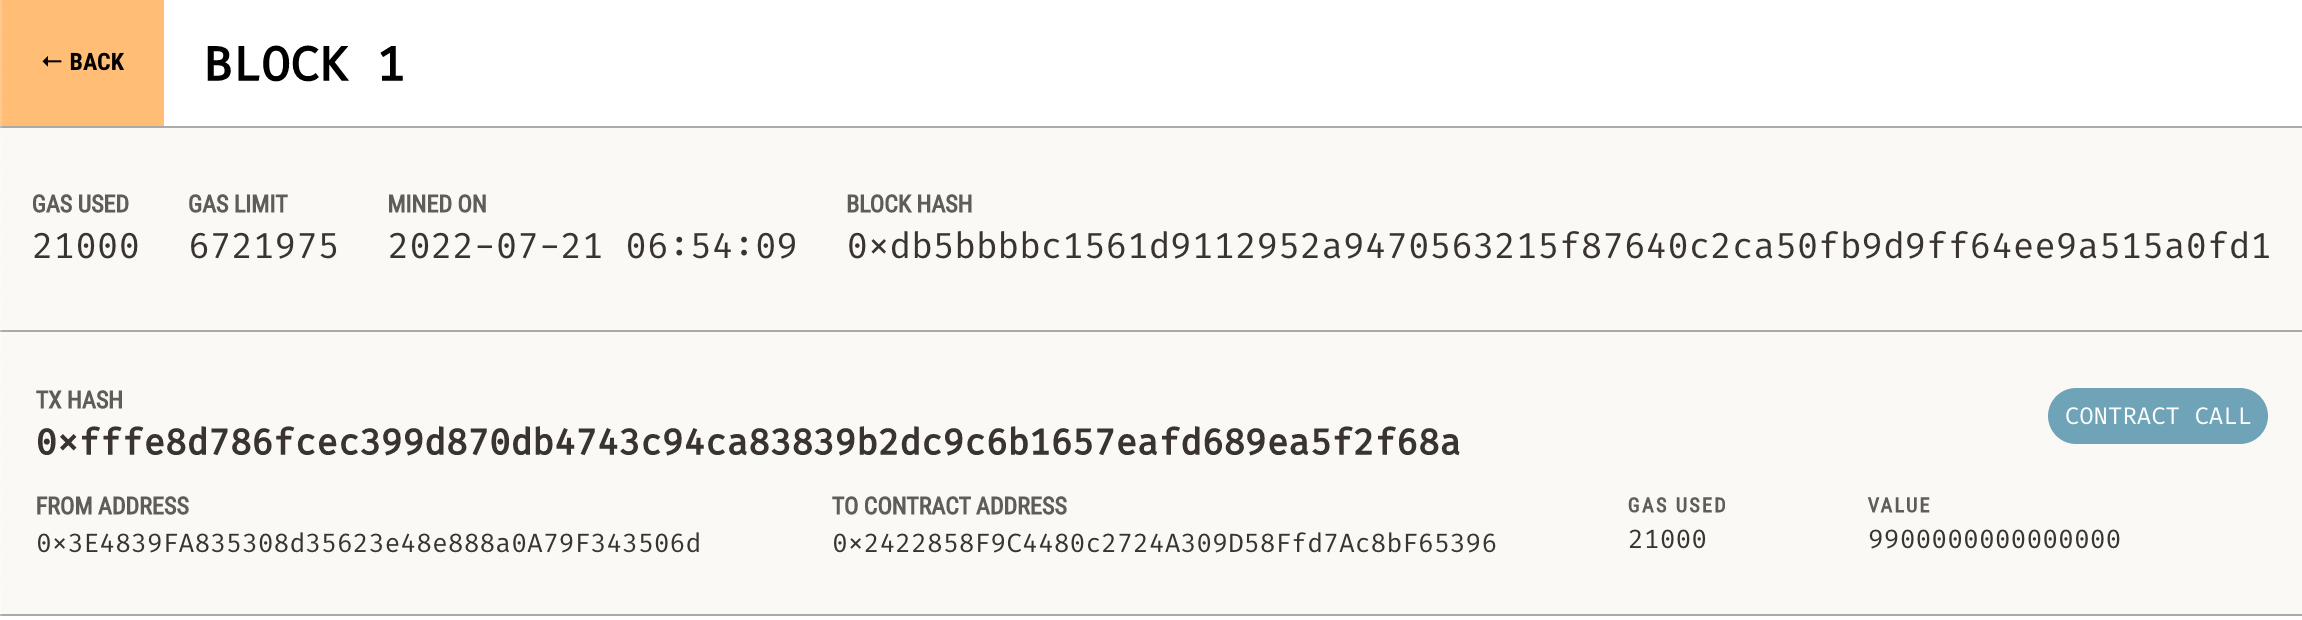 ← BACK
BLOCK 1
GAS USED GAS LIMIT MINED ON BLOCK HASH
21000 6721975 2022-07-21 06:54:09 0×db5bbbbc1561d9112952a9470563215f87640c2ca50fb9d9ff64ee9a515a0fd1
TX HASH
0×fffe8d786fcec399d870db4743c94ca83839b2dc9c6b1657eafd689ea5f2f68a
CONTRACT CALL
FROM ADDRESS TO CONTRACT ADDRESS GAS USED VALUE
0×3E4839FA835308d35623e48e888a0A79F343506d 0×2422858F9C4480c2724A309D58Ffd7Ac8bF65396 21000 9900000000000000